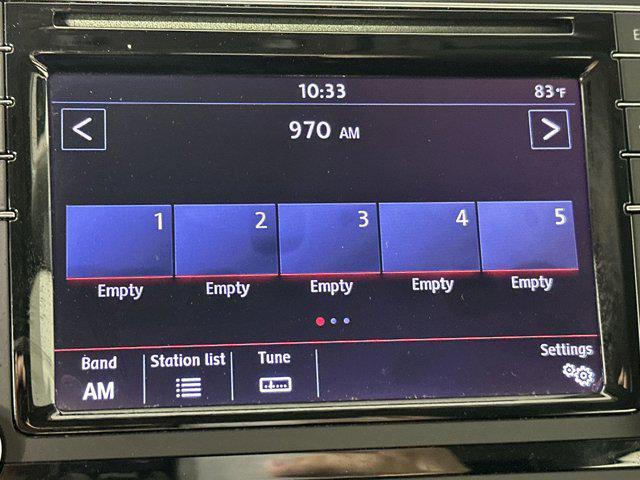 10:33 83°F
< 970 AM >
1 2 3 4 5
Empty Empty Empty Empty Empty
Band Station list Tune Settings
AM